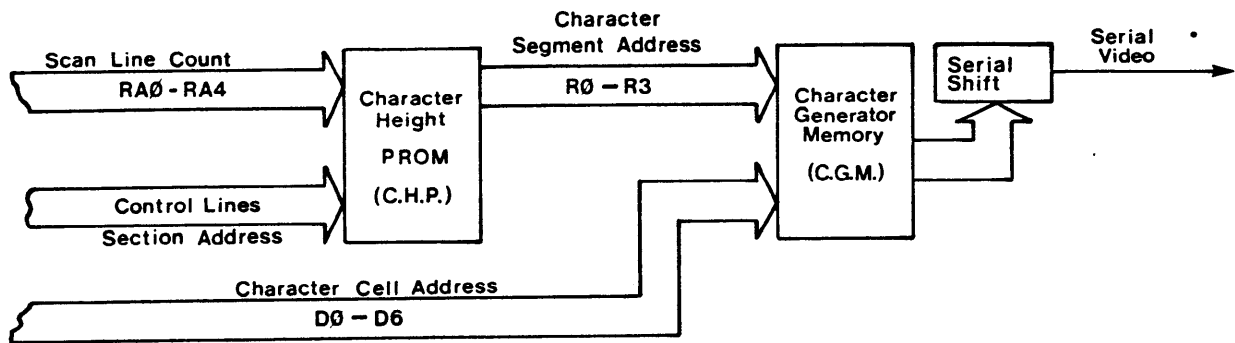 Scan Line Count
RAØ-RA4
Control Lines
Section Address
Character
Height
PROM
(C.H.P.)
Character
Segment Address
RØ — R3
Character Cell Address
DØ — D6
Character
Generator
Memory
(C.G.M.)
Serial
Shift
Serial
Video